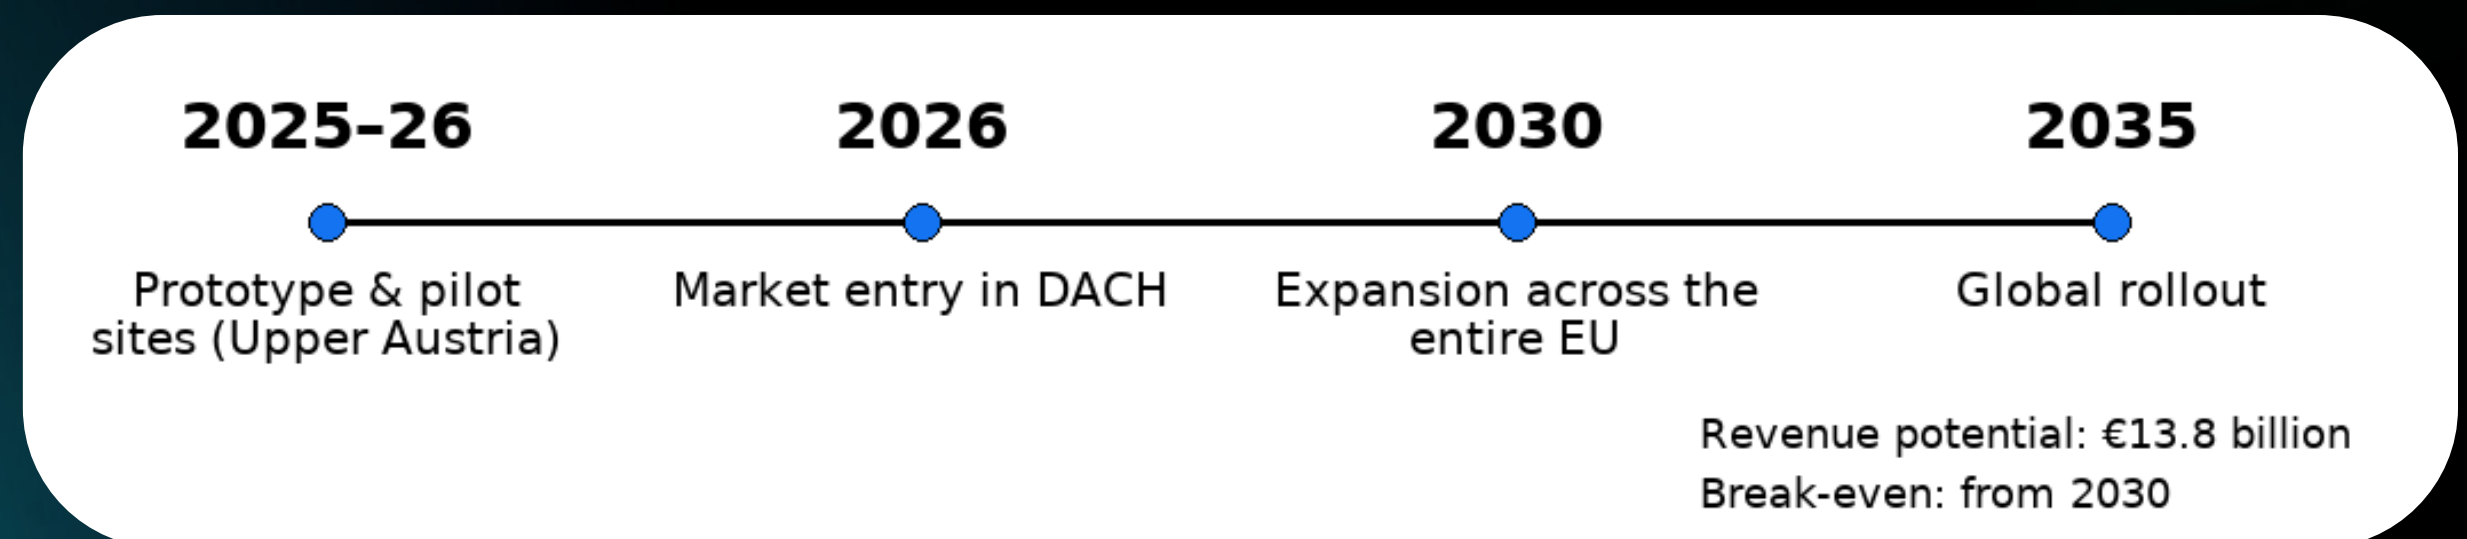 2025–26
2026
2030
2035
Prototype & pilot
sites (Upper Austria)
Market entry in DACH
Expansion across the
entire EU
Global rollout
Revenue potential: €13.8 billion
Break-even: from 2030